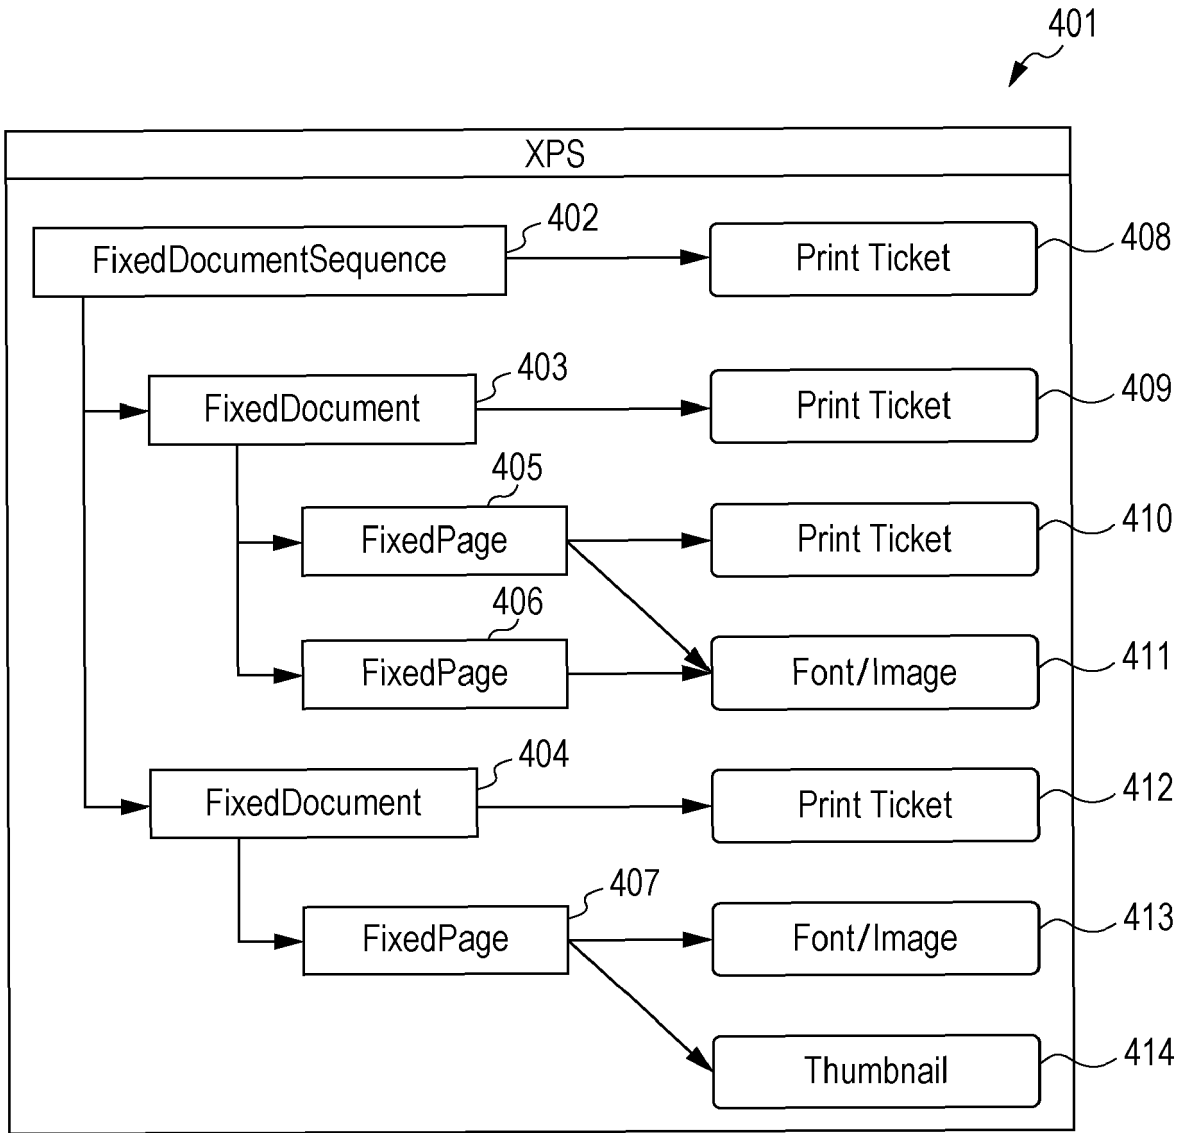 401
XPS
402
FixedDocumentSequence
Print Ticket
408
403
FixedDocument
Print Ticket
409
405
FixedPage
Print Ticket
410
406
FixedPage
Font/Image
411
404
FixedDocument
Print Ticket
412
407
FixedPage
Font/Image
413
Thumbnail
414